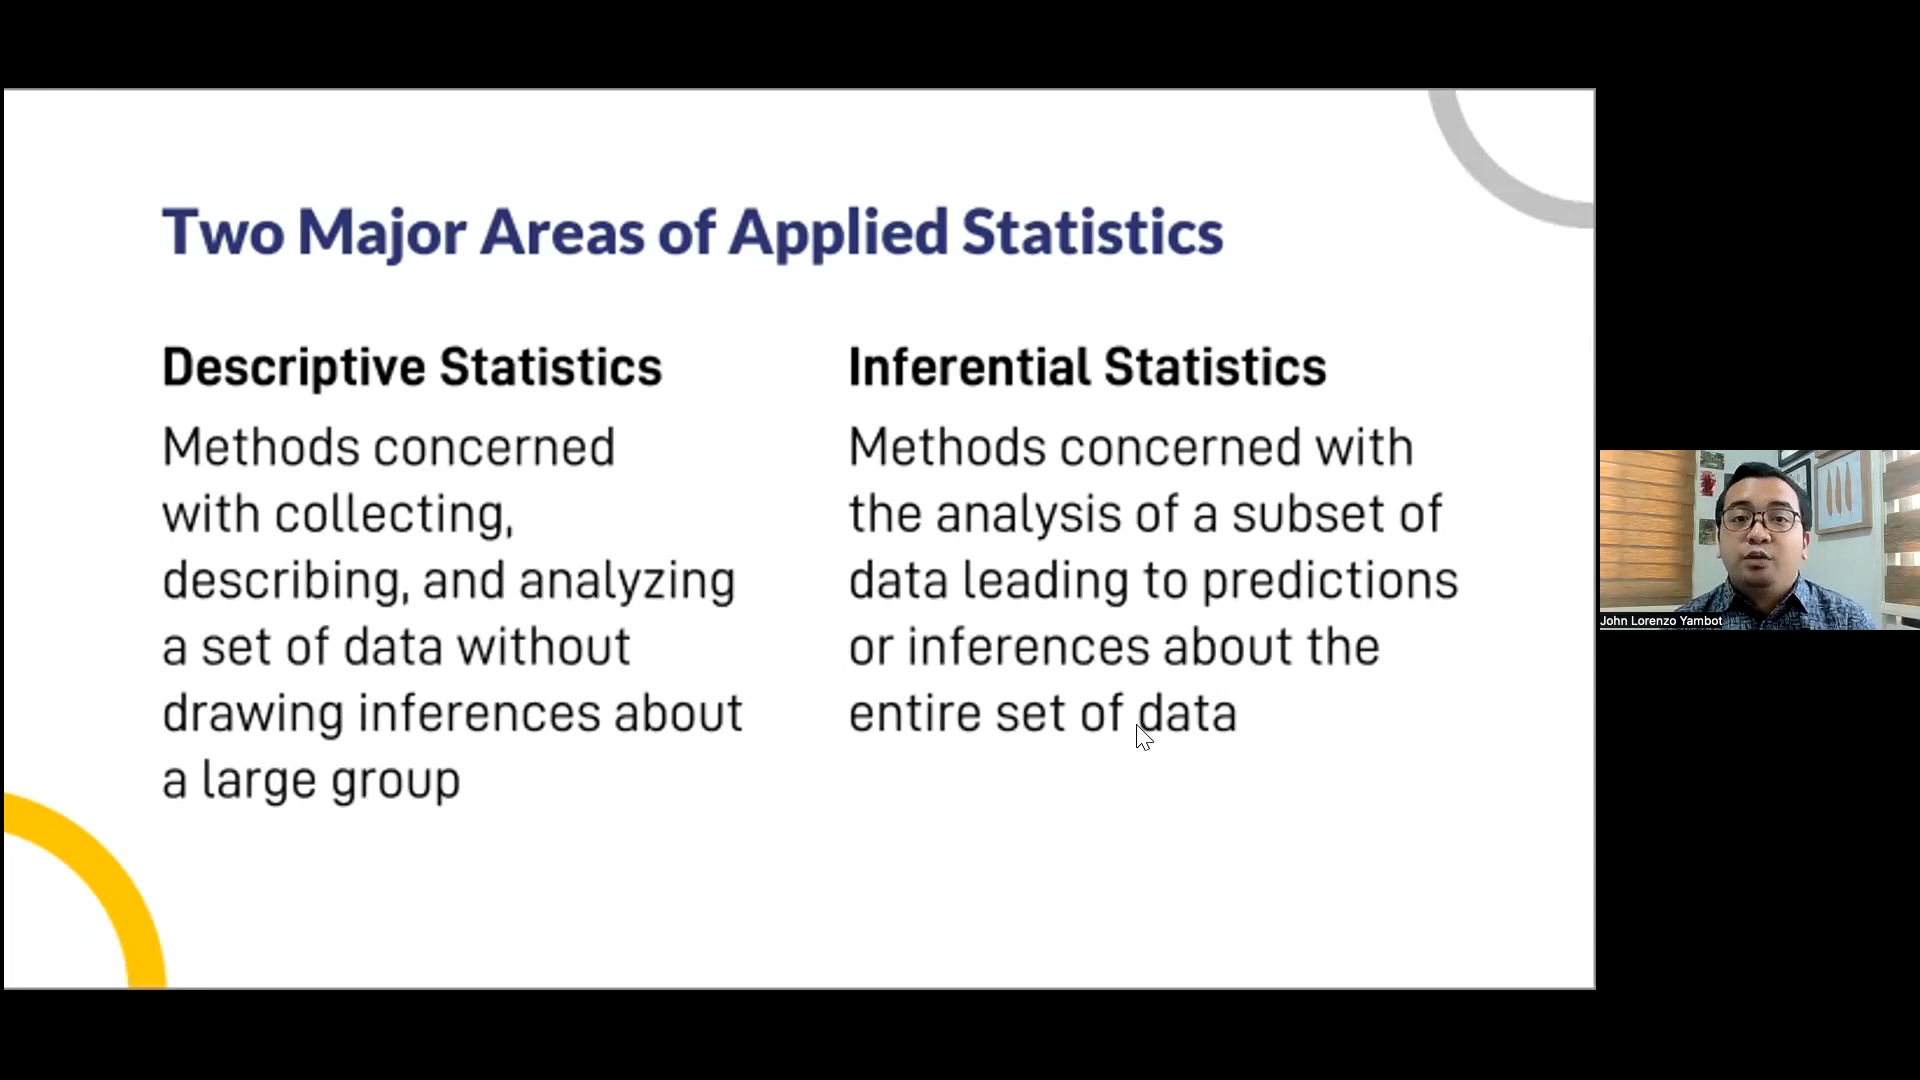 Two Major Areas of Applied Statistics
Descriptive Statistics
Methods concerned
with collecting,
describing, and analyzing
a set of data without
drawing inferences about
a large group
Inferential Statistics
Methods concerned with
the analysis of a subset of
data leading to predictions
or inferences about the
entire set of data
John Lorenzo Yambot